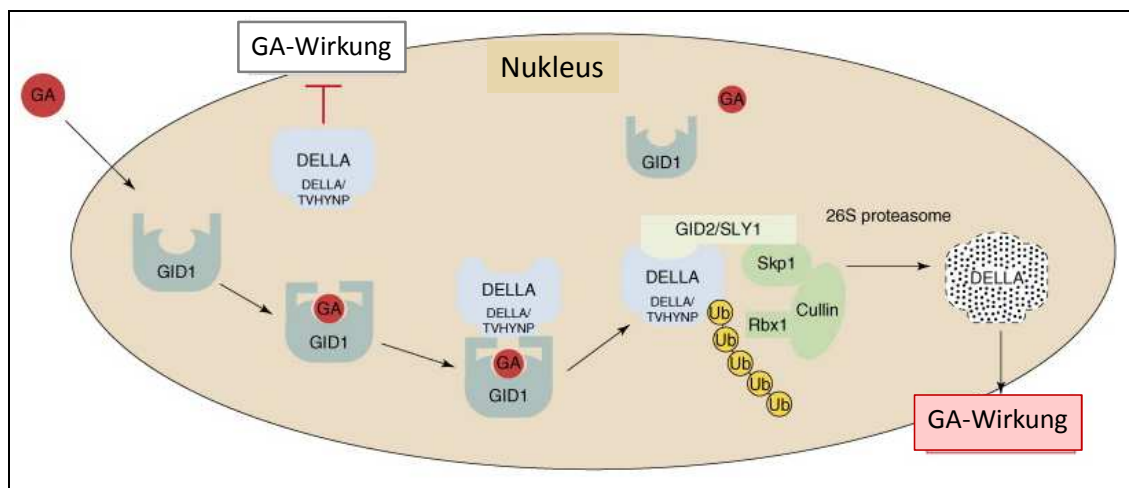 GA-Wirkung
Nukleus
GA
GA
DELLA
DELLA/
TVHYNP
GID1
GID1
GA
GID1
DELLA
DELLA/
TVHYNP
GA
GID1
GID2/SLY1
DELLA
DELLA/
TVHYNP
Skp1
Cullin
Rbx1
Ub
Ub
Ub
Ub
Ub
26S proteasome
DELLA
GA-Wirkung